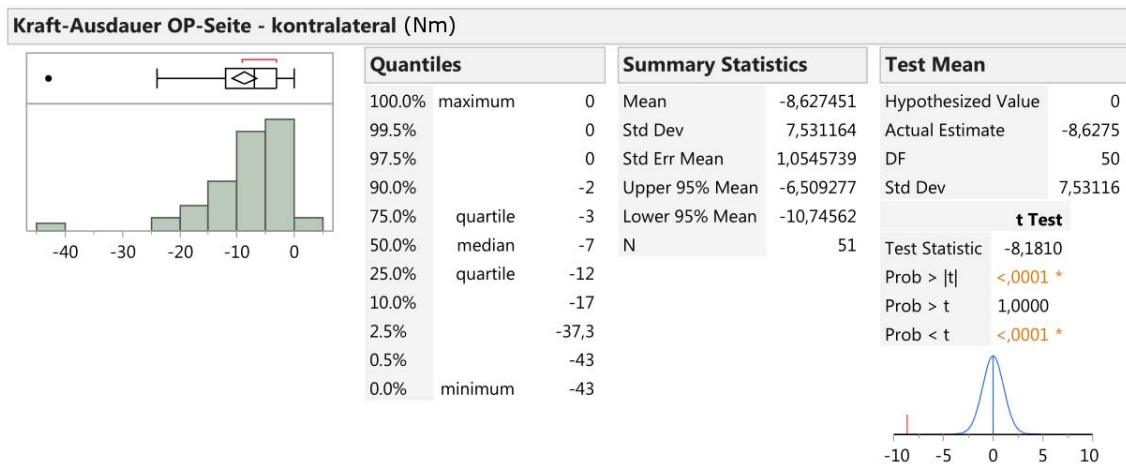 Kraft-Ausdauer OP-Seite - kontralateral (Nm)
-40 -30 -20 -10 0
Quantiles
100.0% maximum 0
99.5% 0
97.5% 0
90.0% -2
75.0% quartile -3
50.0% median -7
25.0% quartile -12
10.0% -17
2.5% -37,3
0.5% -43
0.0% minimum -43
Summary Statistics
Mean -8,627451
Std Dev 7,531164
Std Err Mean 1,0545739
Upper 95% Mean -6,509277
Lower 95% Mean -10,74562
N 51
Test Mean
Hypothesized Value 0
Actual Estimate -8,6275
DF 50
Std Dev 7,53116
t Test
Test Statistic -8,1810
Prob > |t| <,0001 *
Prob > t 1,0000
Prob < t <,0001 *
-10 -5 0 5 10